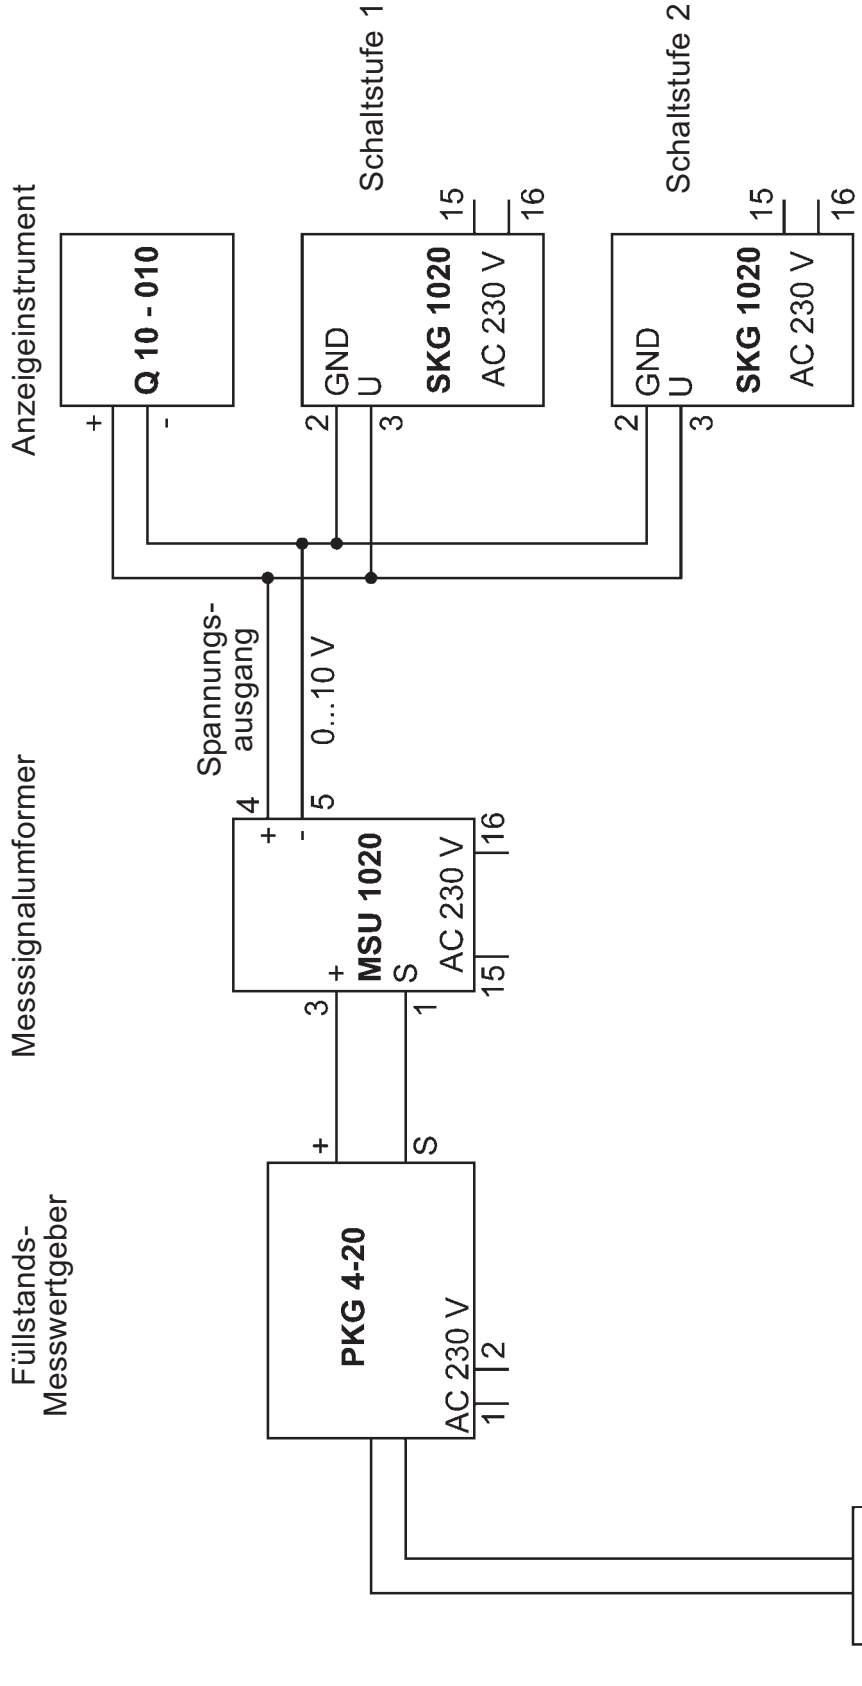 Füllstands-
Messwertgeber
Messsignalumformer
Anzeigeinstrument
PKG 4-20
AC 230 V
1
2
+
S
3
1
+
S
MSU 1020
AC 230 V
15
16
+
-
4
5
Spannungs-
ausgang
0...10 V
+
-
Q 10 - 010
2
3
GND
U
SKG 1020
AC 230 V
15
16
Schaltstufe 1
2
3
GND
U
SKG 1020
AC 230 V
15
16
Schaltstufe 2